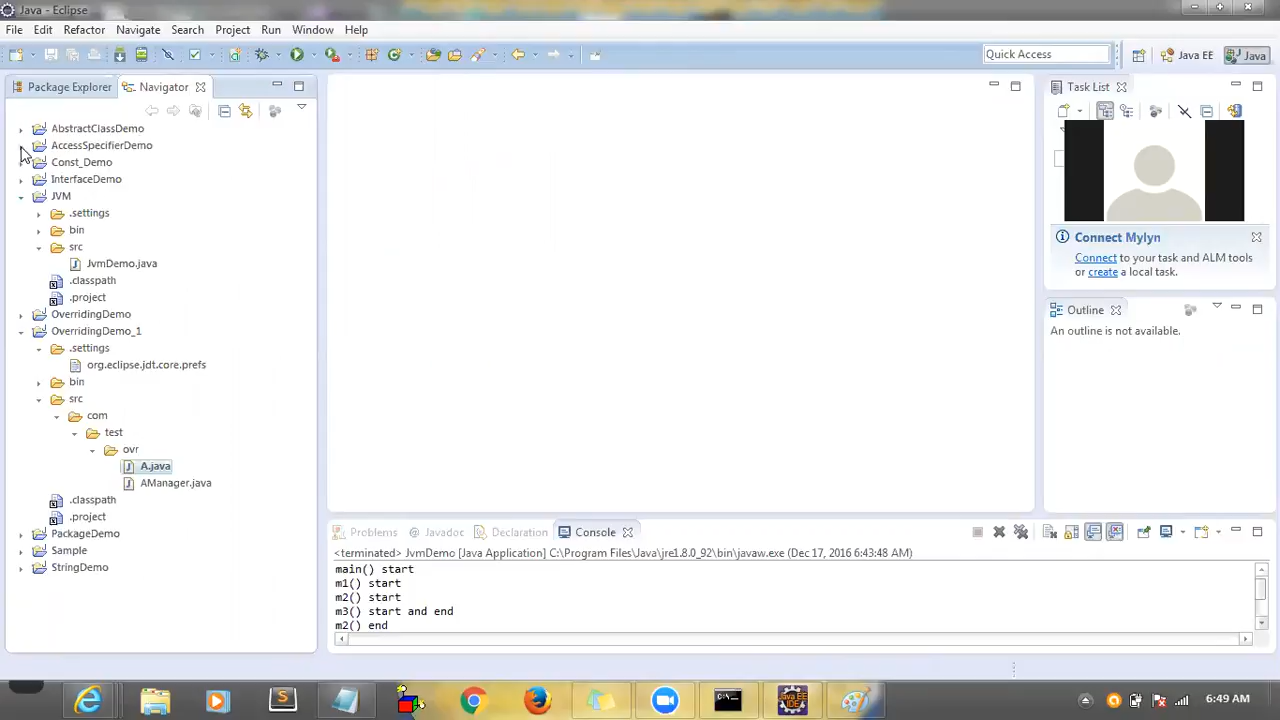 Java - Eclipse
File Edit Refactor Navigate Search Project Run Window Help
Quick Access
Java EE
Java
Package Explorer
Navigator
Task List
AbstractClassDemo
AccessSpecifierDemo
Const_Demo
InterfaceDemo
JVM
.settings
bin
src
JvmDemo.java
.classpath
.project
OverridingDemo
OverridingDemo_1
.settings
org.eclipse.jdt.core.prefs
bin
src
com
test
ovr
A.java
AManager.java
.classpath
.project
PackageDemo
Sample
StringDemo
Connect Mylyn
Connect to your task and ALM tools
or create a local task.
Outline
An outline is not available.
Problems
@ Javadoc
Declaration
Console
<terminated> JvmDemo [Java Application] C:\Program Files\Java\jre1.8.0_92\bin\javaw.exe (Dec 17, 2016 6:43:48 AM)
main() start
m1() start
m2() start
m3() start and end
m2() end
Java EE
IDE
6:49 AM